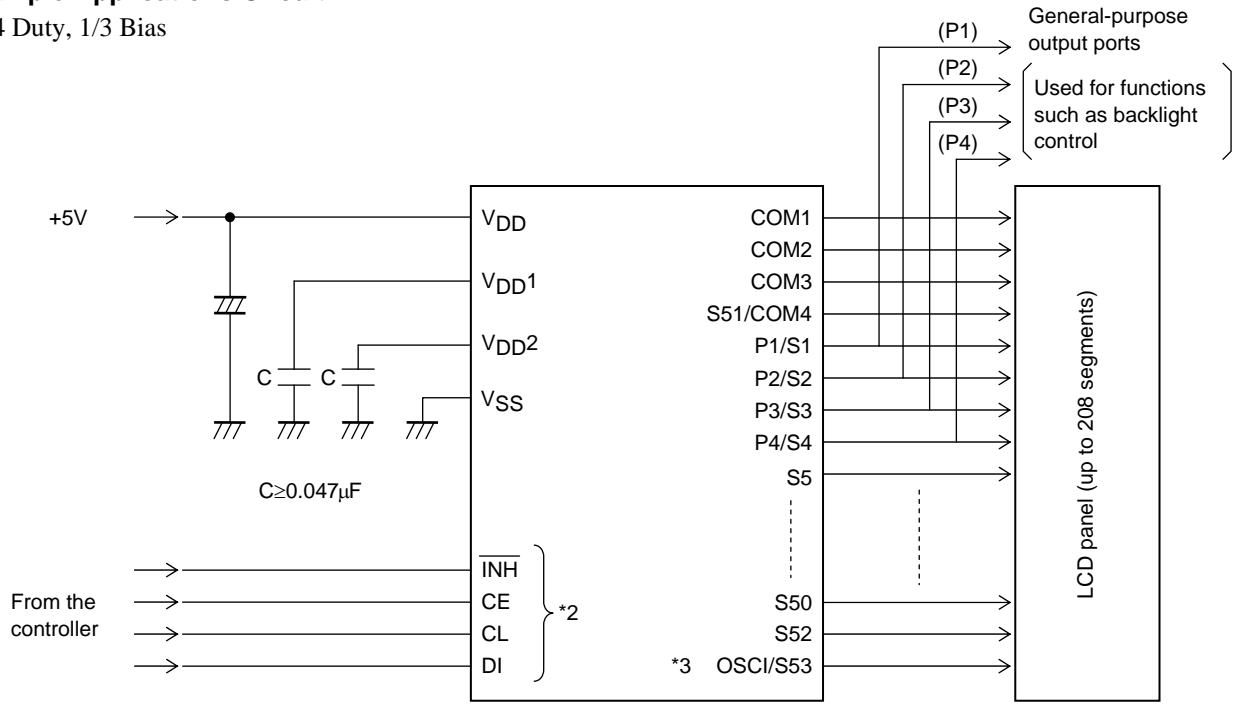 4 Duty, 1/3 Bias
General-purpose
output ports
(P1)
(P2)
(P3)
(P4)
Used for functions
such as backlight
control
+5V
VDD
VDD1
VDD2
VSS
C
C
C≥0.047μF
COM1
COM2
COM3
S51/COM4
P1/S1
P2/S2
P3/S3
P4/S4
S5
S50
S52
*3 OSCI/S53
LCD panel (up to 208 segments)
From the
controller
INH
CE
CL
DI
*2